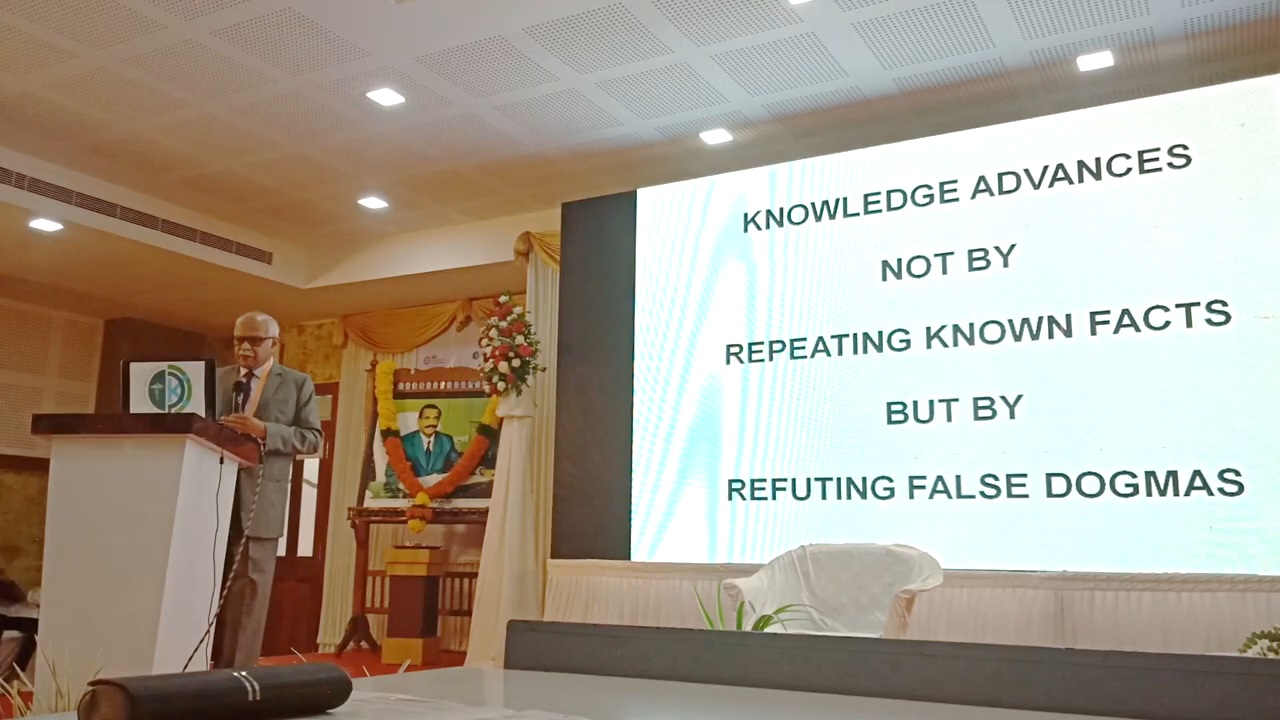 KNOWLEDGE ADVANCES
NOT BY
REPEATING KNOWN FACTS
BUT BY
REFUTING FALSE DOGMAS